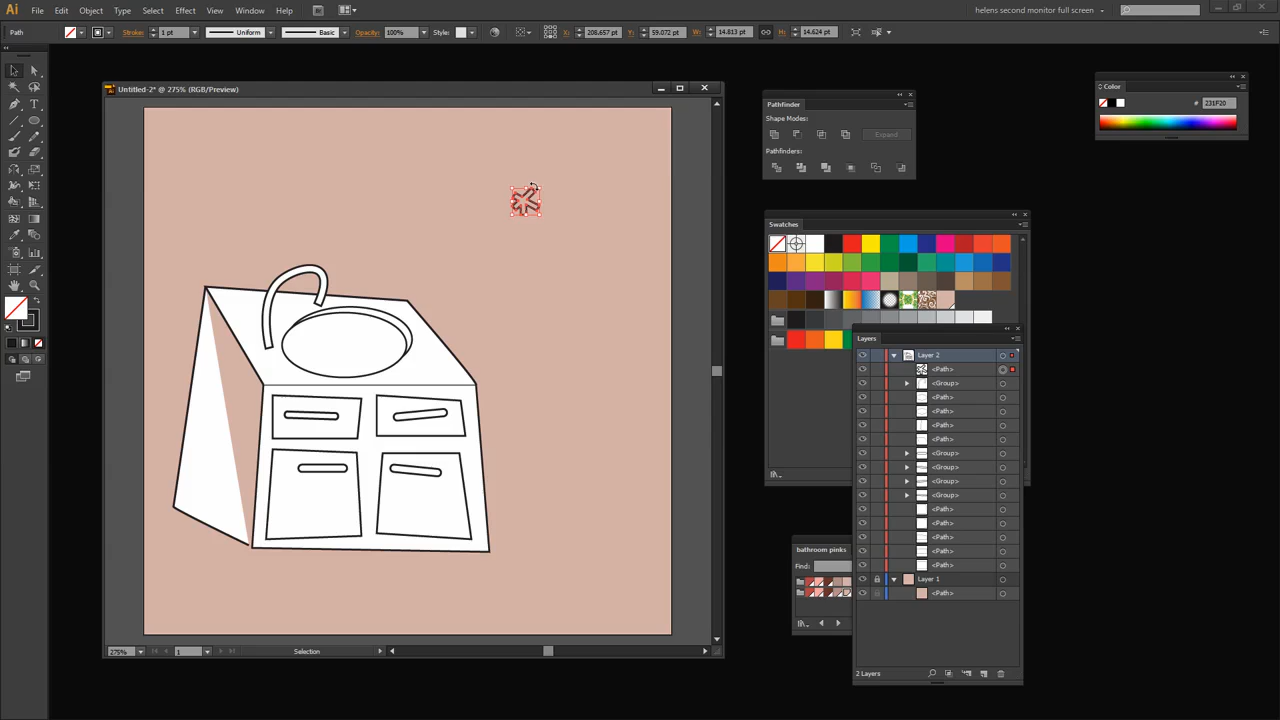 Ai File Edit Object Type Select Effect View Window Help Br helens second monitor full screen
Path Stroke: 1 pt Uniform Basic Opacity: 100% Style: X: 208.657 pt Y: 59.072 pt W: 14.813 pt H: 14.624 pt
Untitled-2* @ 275% (RGB/Preview)
Color
# 231F20
Pathfinder
Shape Modes:
Expand
Pathfinders:
Swatches
Layers
Layer 2
<Path>
<Group>
<Path>
<Path>
<Path>
<Path>
<Group>
<Group>
<Group>
<Group>
<Path>
<Path>
<Path>
<Path>
<Path>
Layer 1
<Path>
2 Layers
bathroom pinks
Find:
275% 1 Selection